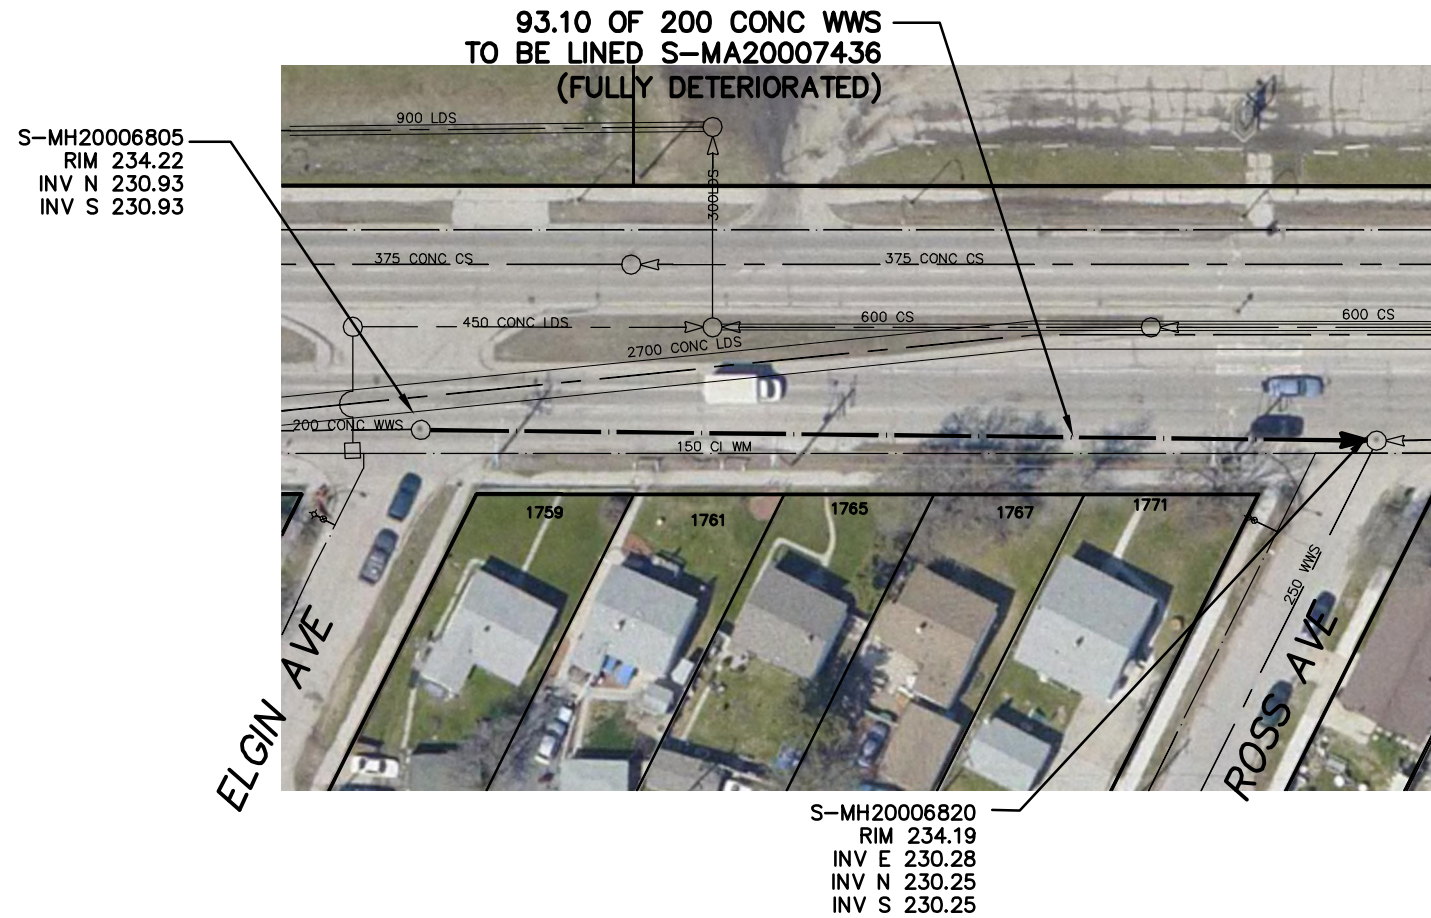 93.10 OF 200 CONC WWS
TO BE LINED S-MA20007436
(FULLY DETERIORATED)
S-MH20006805
RIM 234.22
INV N 230.93
INV S 230.93
900 LDS
300LDS
375 CONC CS
375 CONC CS
450 CONC LDS
600 CS
600 CS
2700 CONC LDS
200 CONC WWS
150 CI WM
1759
1761
1765
1767
1771
250 WWS
ELGIN AVE
ROSS AVE
S-MH20006820
RIM 234.19
INV E 230.28
INV N 230.25
INV S 230.25